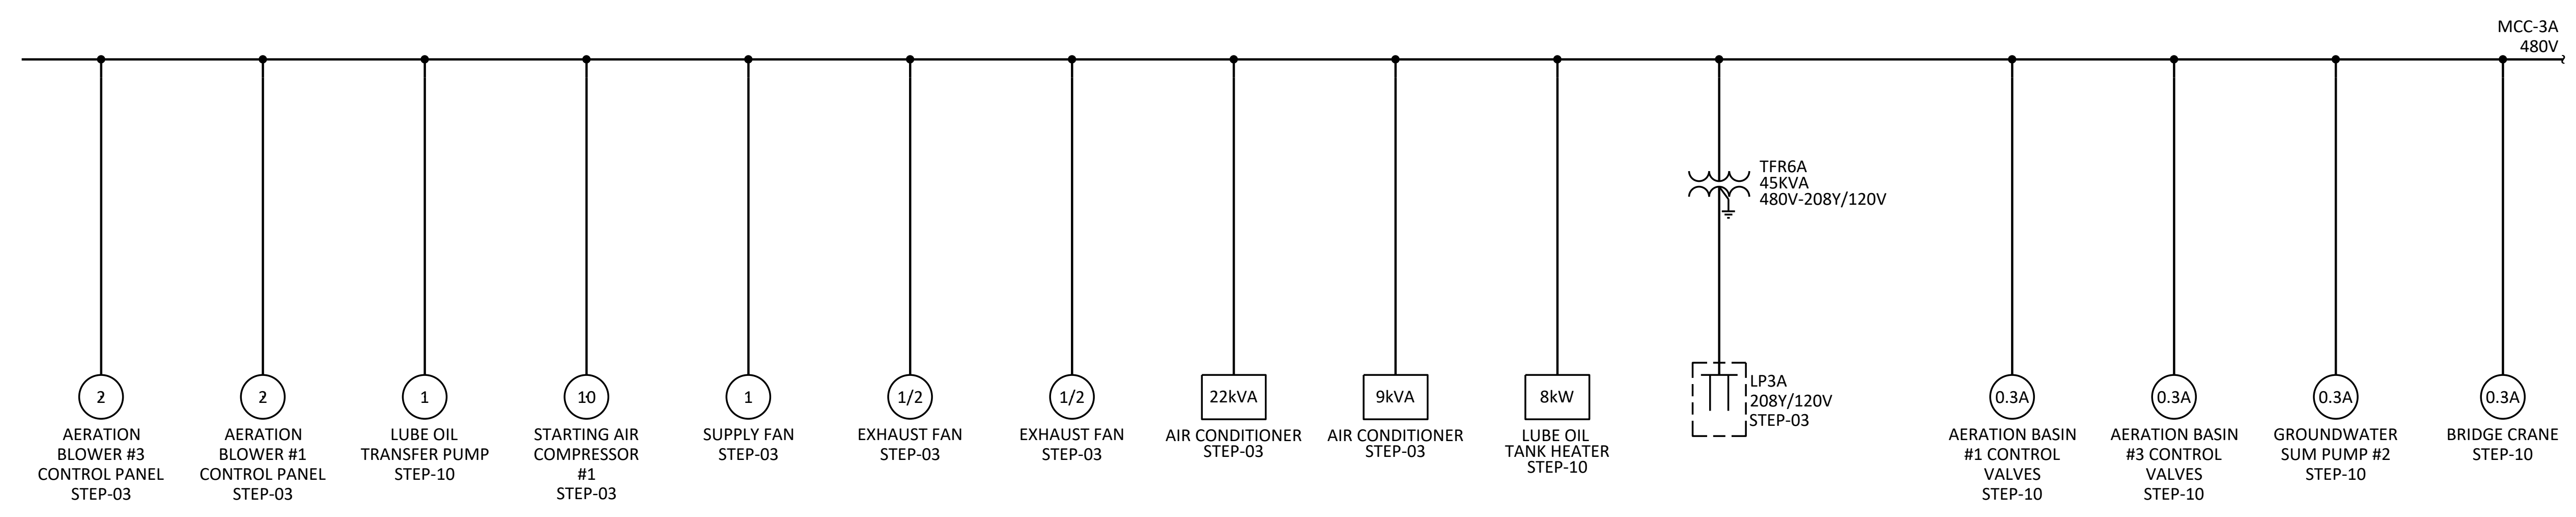 MCC-3A
480V
TFR6A
45KVA
480V-208Y/120V
2
AERATION
BLOWER #3
CONTROL PANEL
STEP-03
2
AERATION
BLOWER #1
CONTROL PANEL
STEP-03
1
LUBE OIL
TRANSFER PUMP
STEP-10
10
STARTING AIR
COMPRESSOR
#1
STEP-03
1
SUPPLY FAN
STEP-03
1/2
EXHAUST FAN
STEP-03
1/2
EXHAUST FAN
STEP-03
22kVA
AIR CONDITIONER
STEP-03
9kVA
AIR CONDITIONER
STEP-03
8kW
LUBE OIL
TANK HEATER
STEP-10
LP3A
208Y/120V
STEP-03
0.3A
AERATION BASIN
#1 CONTROL
VALVES
STEP-10
0.3A
AERATION BASIN
#3 CONTROL
VALVES
STEP-10
0.3A
GROUNDWATER
SUM PUMP #2
STEP-10
0.3A
BRIDGE CRANE
STEP-10